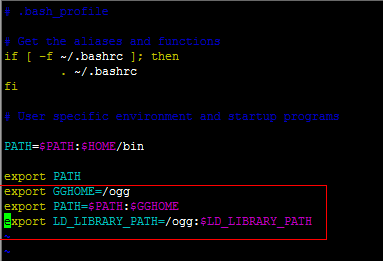 # .bash_profile
# Get the aliases and functions
if [ -f ~/.bashrc ]; then
        . ~/.bashrc
fi
# User specific environment and startup programs
PATH=$PATH:$HOME/bin
export PATH
export GGHOME=/ogg
export PATH=$PATH:$GGHOME
export LD_LIBRARY_PATH=/ogg:$LD_LIBRARY_PATH
~
~